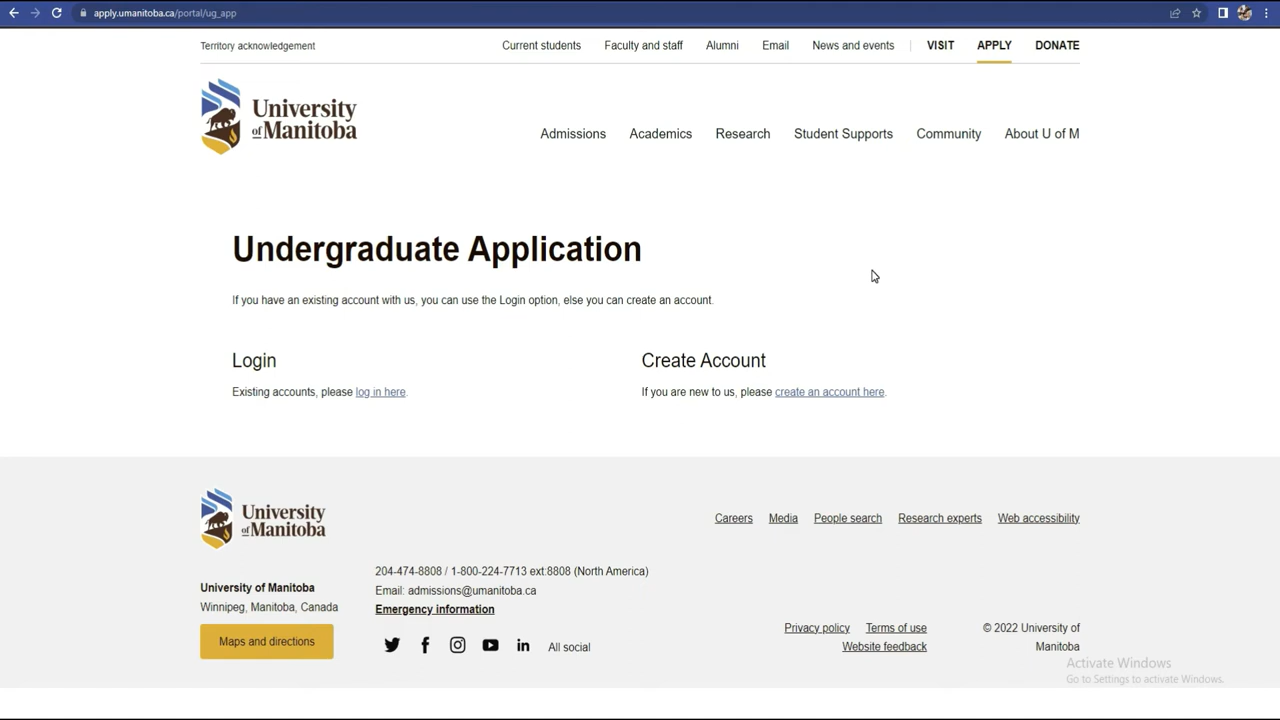 apply.umanitoba.ca/portal/ug_app
Territory acknowledgement
Current students Faculty and staff Alumni Email News and events VISIT APPLY DONATE
University
of Manitoba
Admissions Academics Research Student Supports Community About U of M
Undergraduate Application
If you have an existing account with us, you can use the Login option, else you can create an account.
Login
Existing accounts, please log in here.
Create Account
If you are new to us, please create an account here.
University
of Manitoba
Careers Media People search Research experts Web accessibility
University of Manitoba
Winnipeg, Manitoba, Canada
Maps and directions
204-474-8808 / 1-800-224-7713 ext:8808 (North America)
Email: admissions@umanitoba.ca
Emergency information
All social
Privacy policy Terms of use
Website feedback
© 2022 University of
Manitoba
Activate Windows
Go to Settings to activate Windows.